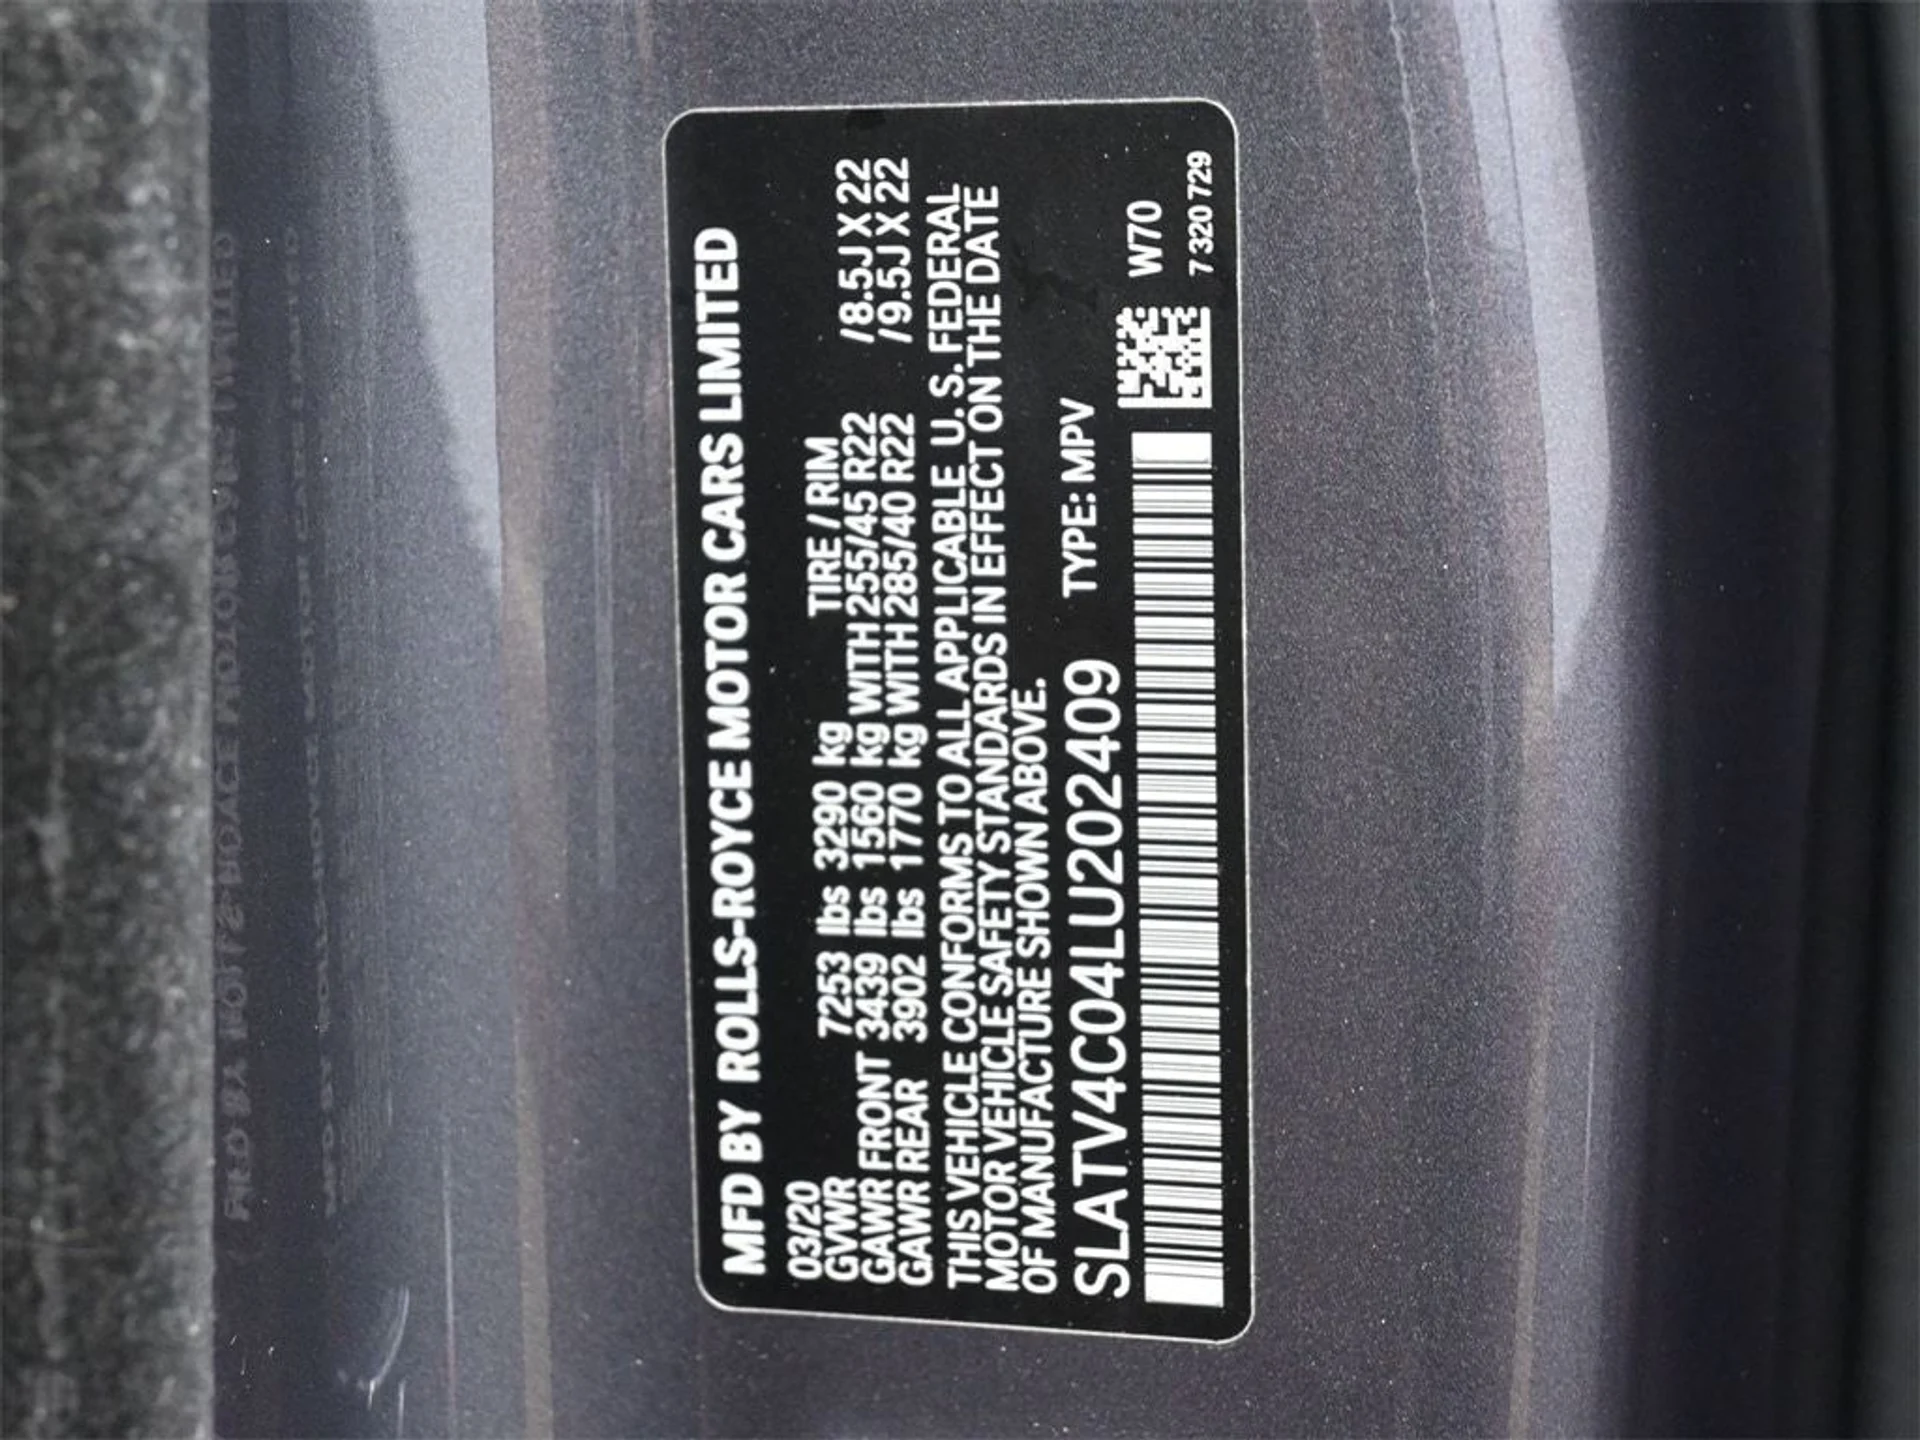 MFD BY ROLLS-ROYCE MOTOR CARS LIMITED
03/20
GVWR 7253 lbs 3290 kg TIRE / RIM
GAWR FRONT 3439 lbs 1560 kg WITH 255/45 R22 /8.5J X 22
GAWR REAR 3902 lbs 1770 kg WITH 285/40 R22 /9.5J X 22
THIS VEHICLE CONFORMS TO ALL APPLICABLE U.S. FEDERAL
MOTOR VEHICLE SAFETY STANDARDS IN EFFECT ON THE DATE
OF MANUFACTURE SHOWN ABOVE.
SLATV4C04LU202409 TYPE: MPV
W70
7 320 729